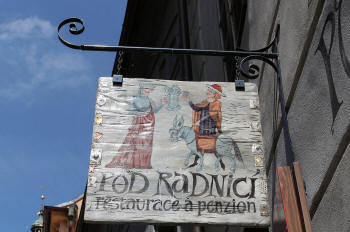 POD RADNICÍ
restaurace a penzion